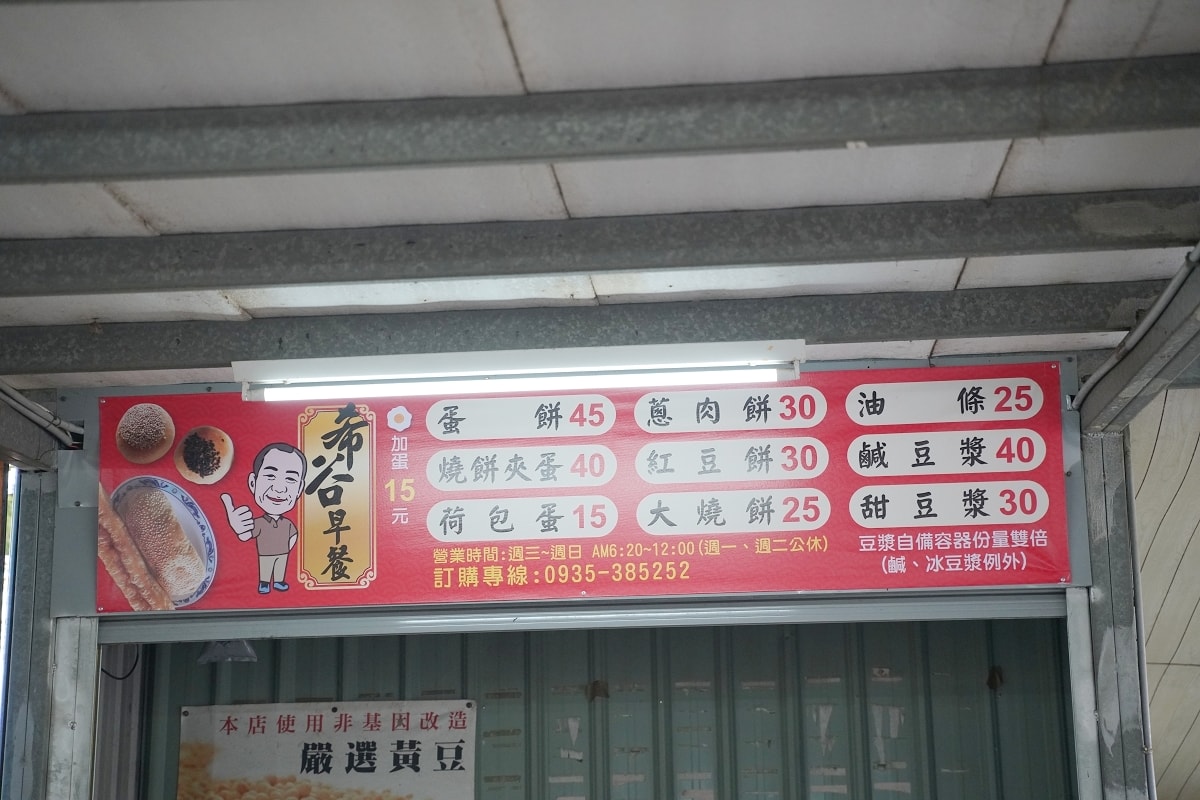 希谷早餐
加蛋
15
元
蛋餅45
燒餅夾蛋40
荷包蛋15
蔥肉餅30
紅豆餅30
大燒餅25
油條25
鹹豆漿40
甜豆漿30
營業時間:週三~週日 AM6:20~12:00(週一、週二公休)
訂購專線:0935-385252
豆漿自備容器份量雙倍
(鹹、冰豆漿例外)
本店使用非基因改造
嚴選黃豆